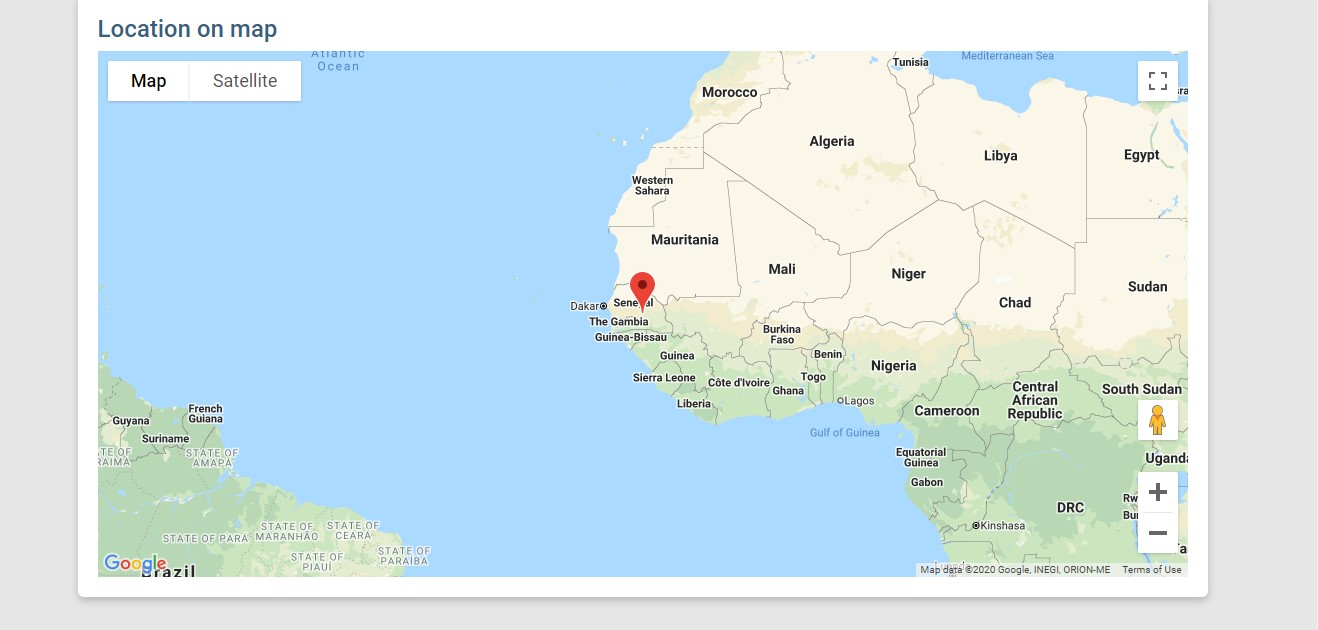 Location on map
Map
Satellite
Atlantic
Ocean
Tunisia
Mediterranean Sea
Morocco
Algeria
Libya
Egypt
Western
Sahara
Mauritania
Mali
Niger
Chad
Sudan
Dakar
Senegal
The Gambia
Guinea-Bissau
Burkina
Faso
Guinea
Benin
Nigeria
Sierra Leone
Côte d'Ivoire
Togo
Ghana
Liberia
Lagos
Cameroon
Central
African
Republic
South Sudan
Gulf of Guinea
Equatorial
Guinea
Gabon
Uganda
DRC
Rw
Bu
Kinshasa
French
Guiana
Guyana
Suriname
STATE OF
AMAPÁ
STATE OF PARÁ
STATE OF
MARANHÃO
STATE OF
CEARÁ
STATE OF
PIAUÍ
STATE OF
PARAÍBA
Brazil
Google
Map data ©2020 Google, INEGI, ORION-ME
Terms of Use